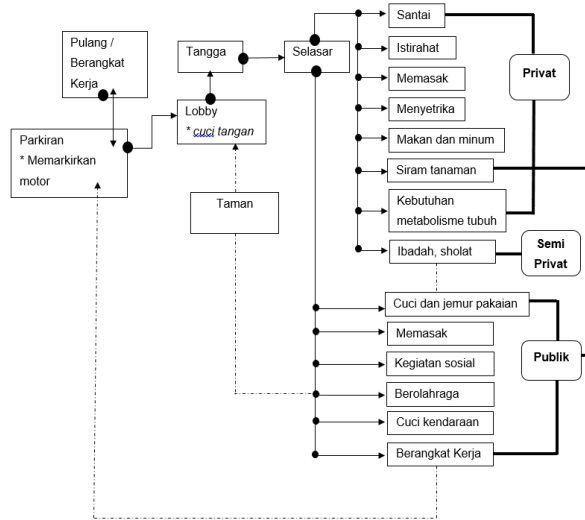 Pulang /
Berangkat
Kerja
Parkiran
* Memarkirkan
motor
Tangga
Lobby
* cuci tangan
Taman
Selasar
Santai
Istirahat
Memasak
Menyetrika
Makan dan minum
Siram tanaman
Kebutuhan
metabolisme tubuh
Ibadah, sholat
Cuci dan jemur pakaian
Memasak
Kegiatan sosial
Berolahraga
Cuci kendaraan
Berangkat Kerja
Privat
Semi
Privat
Publik